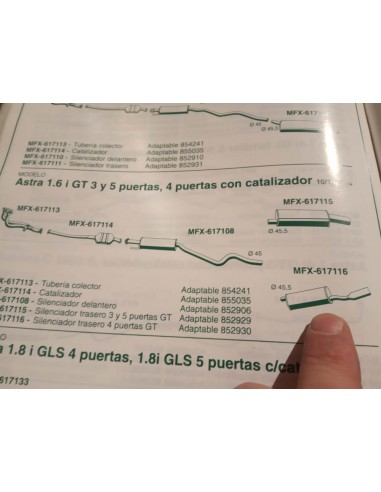 MFX-617
Ø 45
Ø 45,5
MFX-617113 - Tubería colector Adaptable 854241
MFX-617114 - Catalizador Adaptable 855035
MFX-617110 - Silenciador delantero Adaptable 852910
MFX-617111 - Silenciador trasero Adaptable 852931
MODELO
Astra 1.6 i GT 3 y 5 puertas, 4 puertas con catalizador
MFX-617113
MFX-617114
MFX-617115
MFX-617108
Ø 45
Ø 45,5
MFX-617116
Ø 45,5
617113 - Tubería colector Adaptable 854241
617114 - Catalizador Adaptable 855035
617108 - Silenciador delantero Adaptable 852906
7115 - Silenciador trasero 3 y 5 puertas GT Adaptable 852929
7116 - Silenciador trasero 4 puertas GT Adaptable 852930
1.8 i GLS 4 puertas, 1.8i GLS 5 puertas c/cat
617133